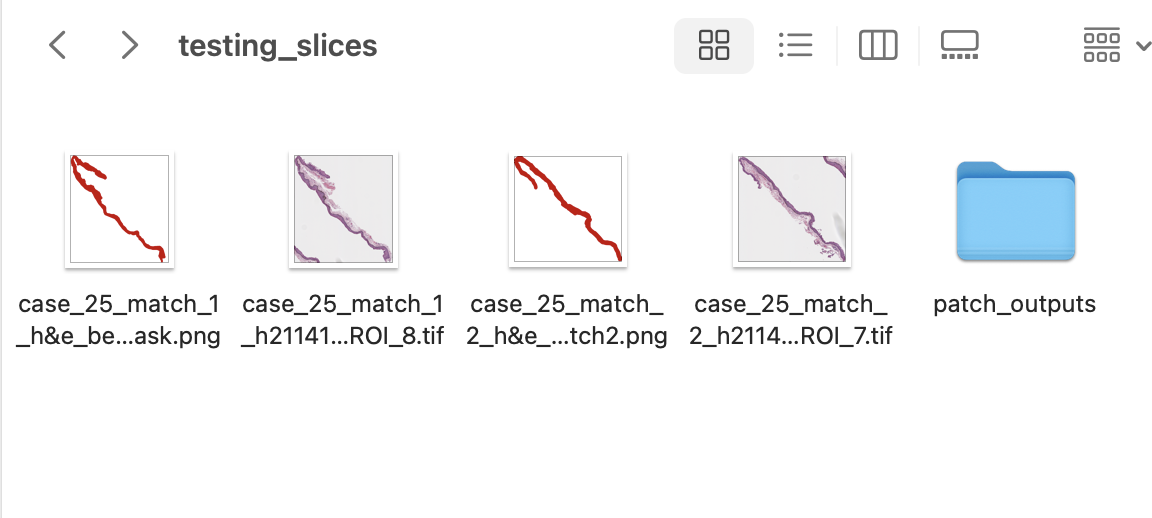 testing_slices
case_25_match_1
_h&e_be...ask.png
case_25_match_1
_h21141...ROI_8.tif
case_25_match_
2_h&e_...tch2.png
case_25_match_
2_h2114...ROI_7.tif
patch_outputs